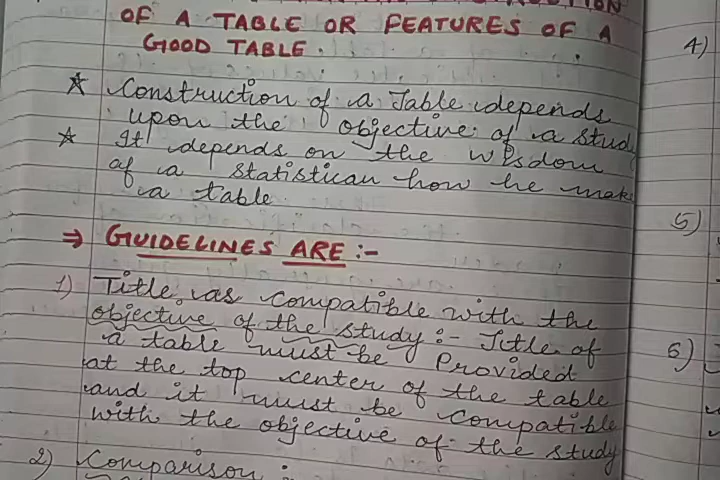 OF A TABLE OR FEATURES OF A
GOOD TABLE.
☆ Construction of a Table depends
upon the objective of a study
☆ It depends on the wisdom
of a statistican how he make
a table.
⇒ GUIDELINES ARE :-
1) Title as compatible with the
objective of the study :- Title of
a table must be Provided
at the top center of the table
and it must be compatible
with the objective of the study
2) Comparison :
4)
5)
6)